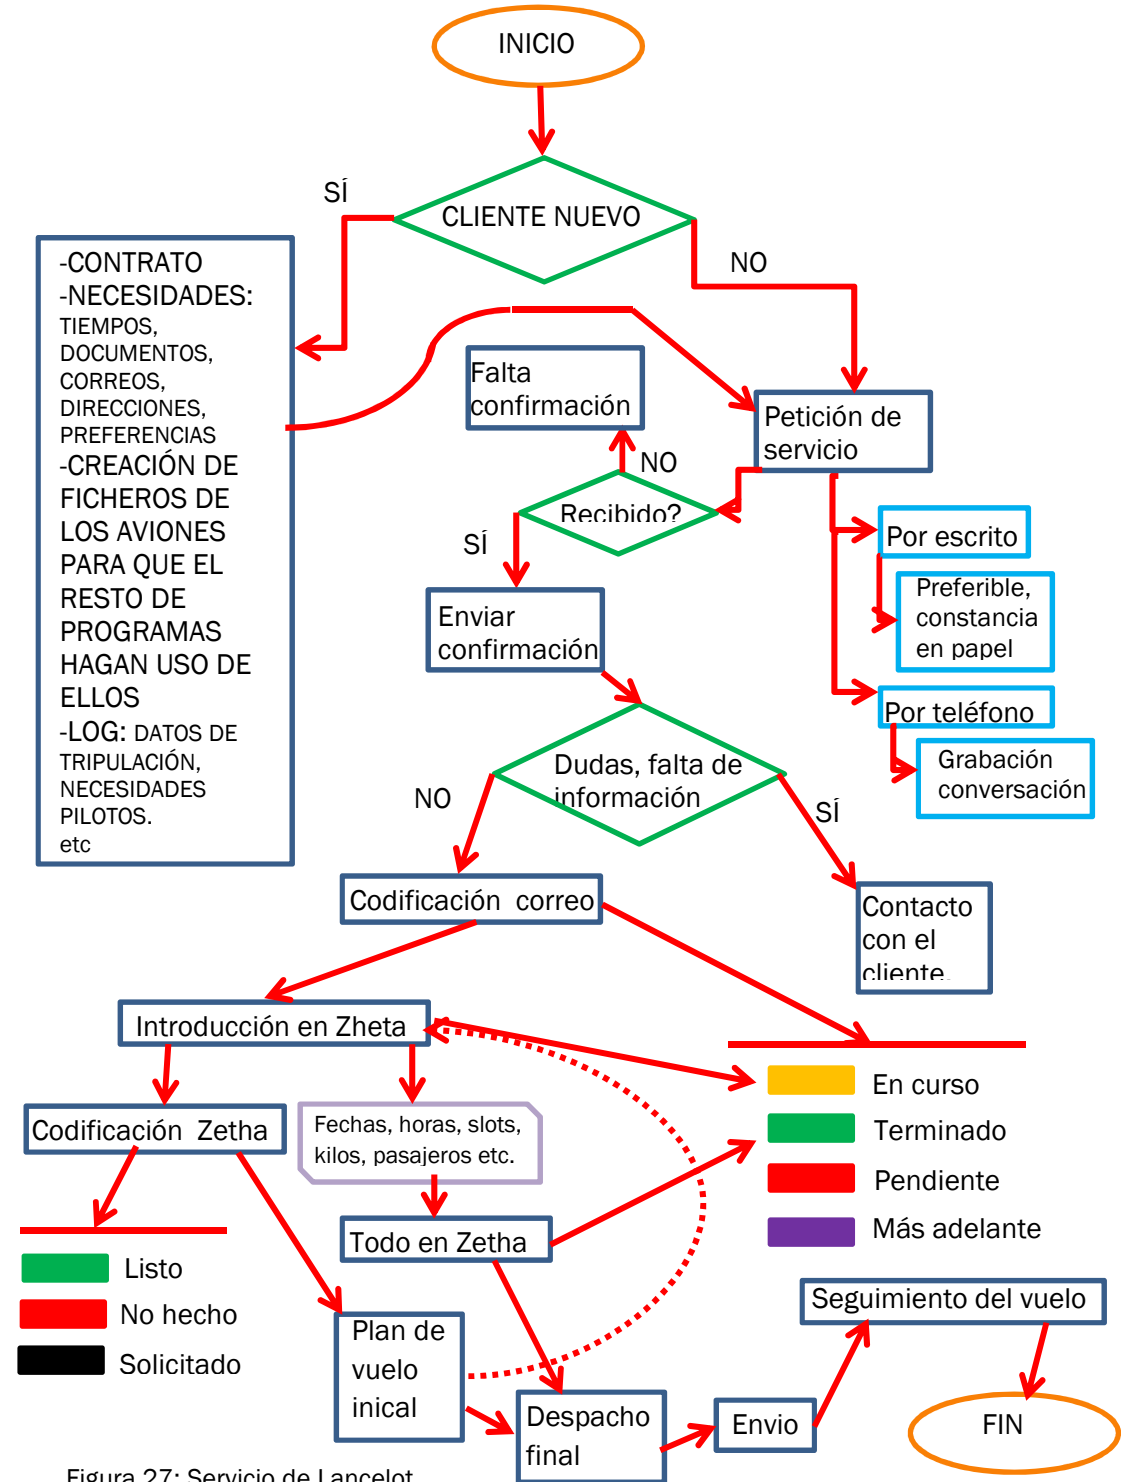 INICIO
CLIENTE NUEVO
SÍ
NO
-CONTRATO
-NECESIDADES:
TIEMPOS,
DOCUMENTOS,
CORREOS,
DIRECCIONES,
PREFERENCIAS
-CREACIÓN DE
FICHEROS DE
LOS AVIONES
PARA QUE EL
RESTO DE
PROGRAMAS
HAGAN USO DE
ELLOS
-LOG: DATOS DE
TRIPULACIÓN,
NECESIDADES
PILOTOS.
etc
Falta
confirmación
Petición de
servicio
NO
Recibido?
SÍ
Por escrito
Preferible,
constancia
en papel
Enviar
confirmación
Por teléfono
Grabación
conversación
Dudas, falta de
información
NO
SÍ
Codificación correo
Contacto
con el
cliente.
Introducción en Zheta
En curso
Terminado
Pendiente
Más adelante
Codificación Zetha
Fechas, horas, slots,
kilos, pasajeros etc.
Todo en Zetha
Listo
No hecho
Solicitado
Plan de
vuelo
inical
Seguimiento del vuelo
Despacho
final
Envio
FIN
Figura 27: Servicio de Lancelot